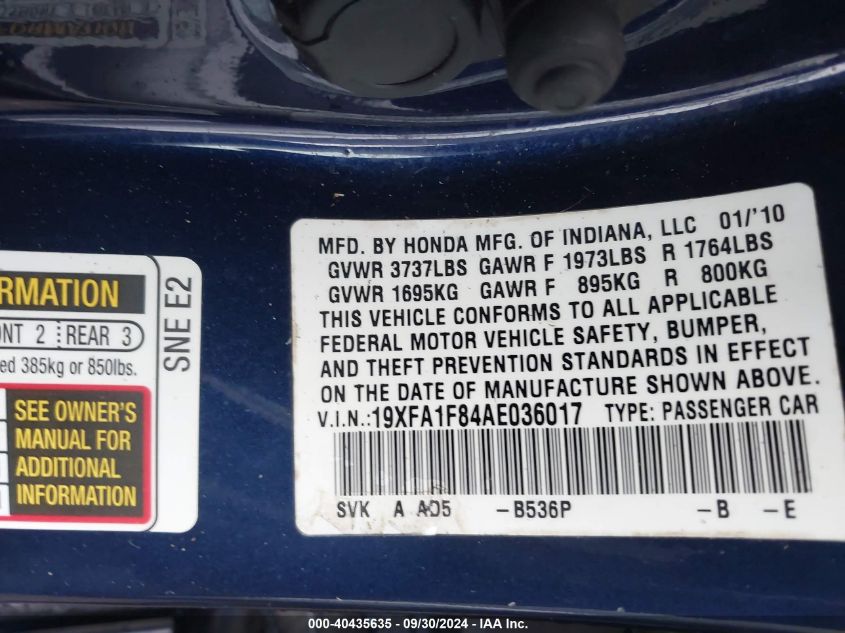 MFD. BY HONDA MFG. OF INDIANA, LLC 01/'10
GVWR 3737LBS GAWR F 1973LBS R 1764LBS
GVWR 1695KG GAWR F 895KG R 800KG
THIS VEHICLE CONFORMS TO ALL APPLICABLE
FEDERAL MOTOR VEHICLE SAFETY, BUMPER,
AND THEFT PREVENTION STANDARDS IN EFFECT
ON THE DATE OF MANUFACTURE SHOWN ABOVE.
V.I.N.:19XFA1F84AE036017 TYPE: PASSENGER CAR
SVK A A05 -B536P -B -E
RMATION
NT 2 REAR 3
ed 385kg or 850lbs.
SEE OWNER'S
MANUAL FOR
ADDITIONAL
INFORMATION
SNE E2
000-40435635 - 09/30/2024 - IAA Inc.